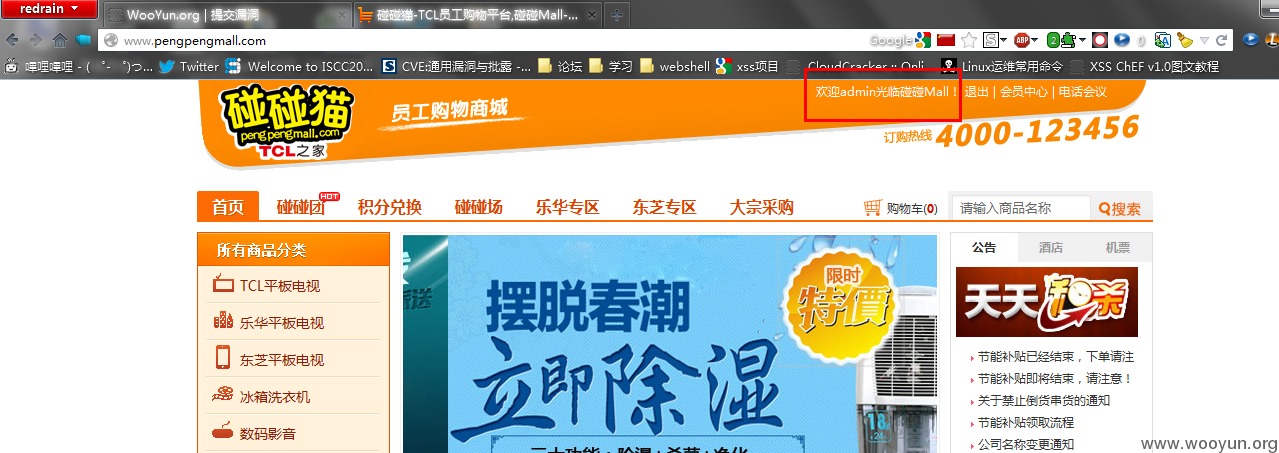 redrain
WooYun.org | 提交漏洞
碰碰猫-TCL员工购物平台,碰碰Mall-...
www.pengpengmall.com
Google
ABP
2
0
哔哩哔哩 - ( ゜- ゜)つ...
Twitter
Welcome to ISCC20...
CVE:通用漏洞与批露 -...
论坛
学习
webshell
xss项目
CloudCracker :: Onli...
Linux运维常用命令
XSS ChEF v1.0图文教程
碰碰猫
pengpengmall.com
TCL之家
员工购物商城
欢迎admin光临碰碰Mall！ 退出 | 会员中心 | 电话会议
订购热线 4000-123456
首页
碰碰团
HOT
积分兑换
碰碰场
乐华专区
东芝专区
大宗采购
购物车(0)
请输入商品名称
搜索
所有商品分类
TCL平板电视
乐华平板电视
东芝平板电视
冰箱洗衣机
数码影音
摆脱春潮
立即除湿
三大功能：除湿+杀菌+净化
限时
特價
公告
酒店
机票
天天秒杀
节能补贴已经结束，下单请注
节能补贴即将结束，请注意！
关于禁止倒货串货的通知
节能补贴领取流程
公司名称变更通知
www.wooyun.org